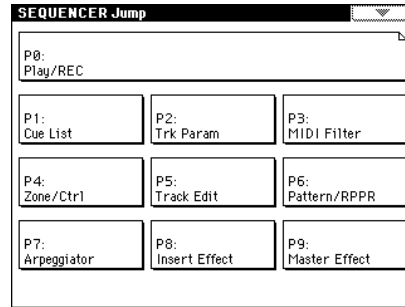 SEQUENCER Jump
P0:
Play/REC
P1:
Cue List
P2:
Trk Param
P3:
MIDI Filter
P4:
Zone/Ctrl
P5:
Track Edit
P6:
Pattern/RPPR
P7:
Arpeggiator
P8:
Insert Effect
P9:
Master Effect